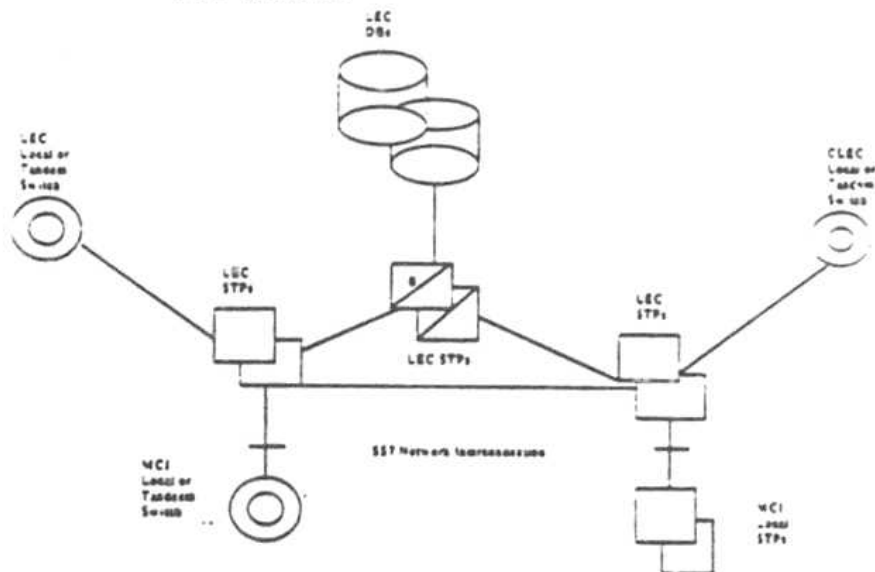 LEC
DBs
LEC
Local or
Tandem
Switch
CLEC
Local or
Tandem
Switch
LEC
STPs
S
LEC
STPs
LEC STPs
SS7 Network Interconnection
MCI
Local or
Tandem
Switch
MCI
Local
STPs